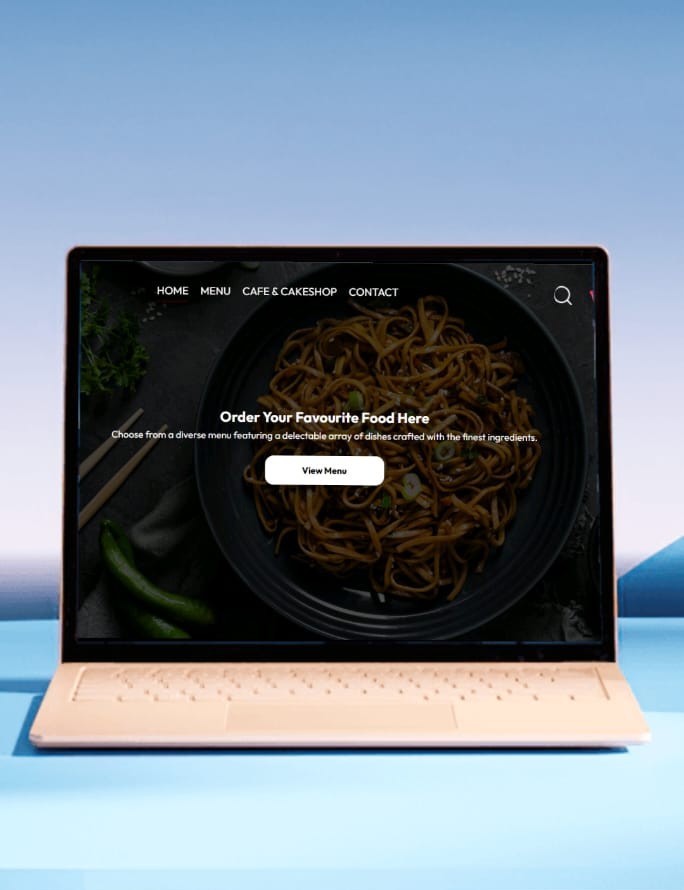 HOME MENU CAFE & CAKESHOP CONTACT
Order Your Favourite Food Here
Choose from a diverse menu featuring a delectable array of dishes crafted with the finest ingredients.
View Menu